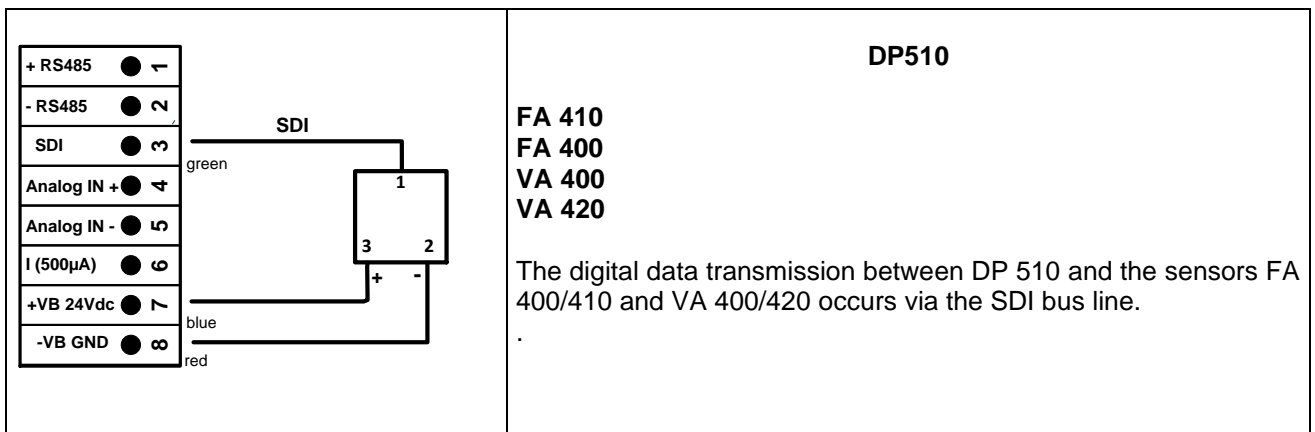 + RS485 1
- RS485 2
SDI 3
Analog IN + 4
Analog IN - 5
I (500µA) 6
+VB 24Vdc 7
-VB GND 8
SDI
green
1
3 2
+ -
blue
red
DP510
FA 410
FA 400
VA 400
VA 420
The digital data transmission between DP 510 and the sensors FA
400/410 and VA 400/420 occurs via the SDI bus line.
.